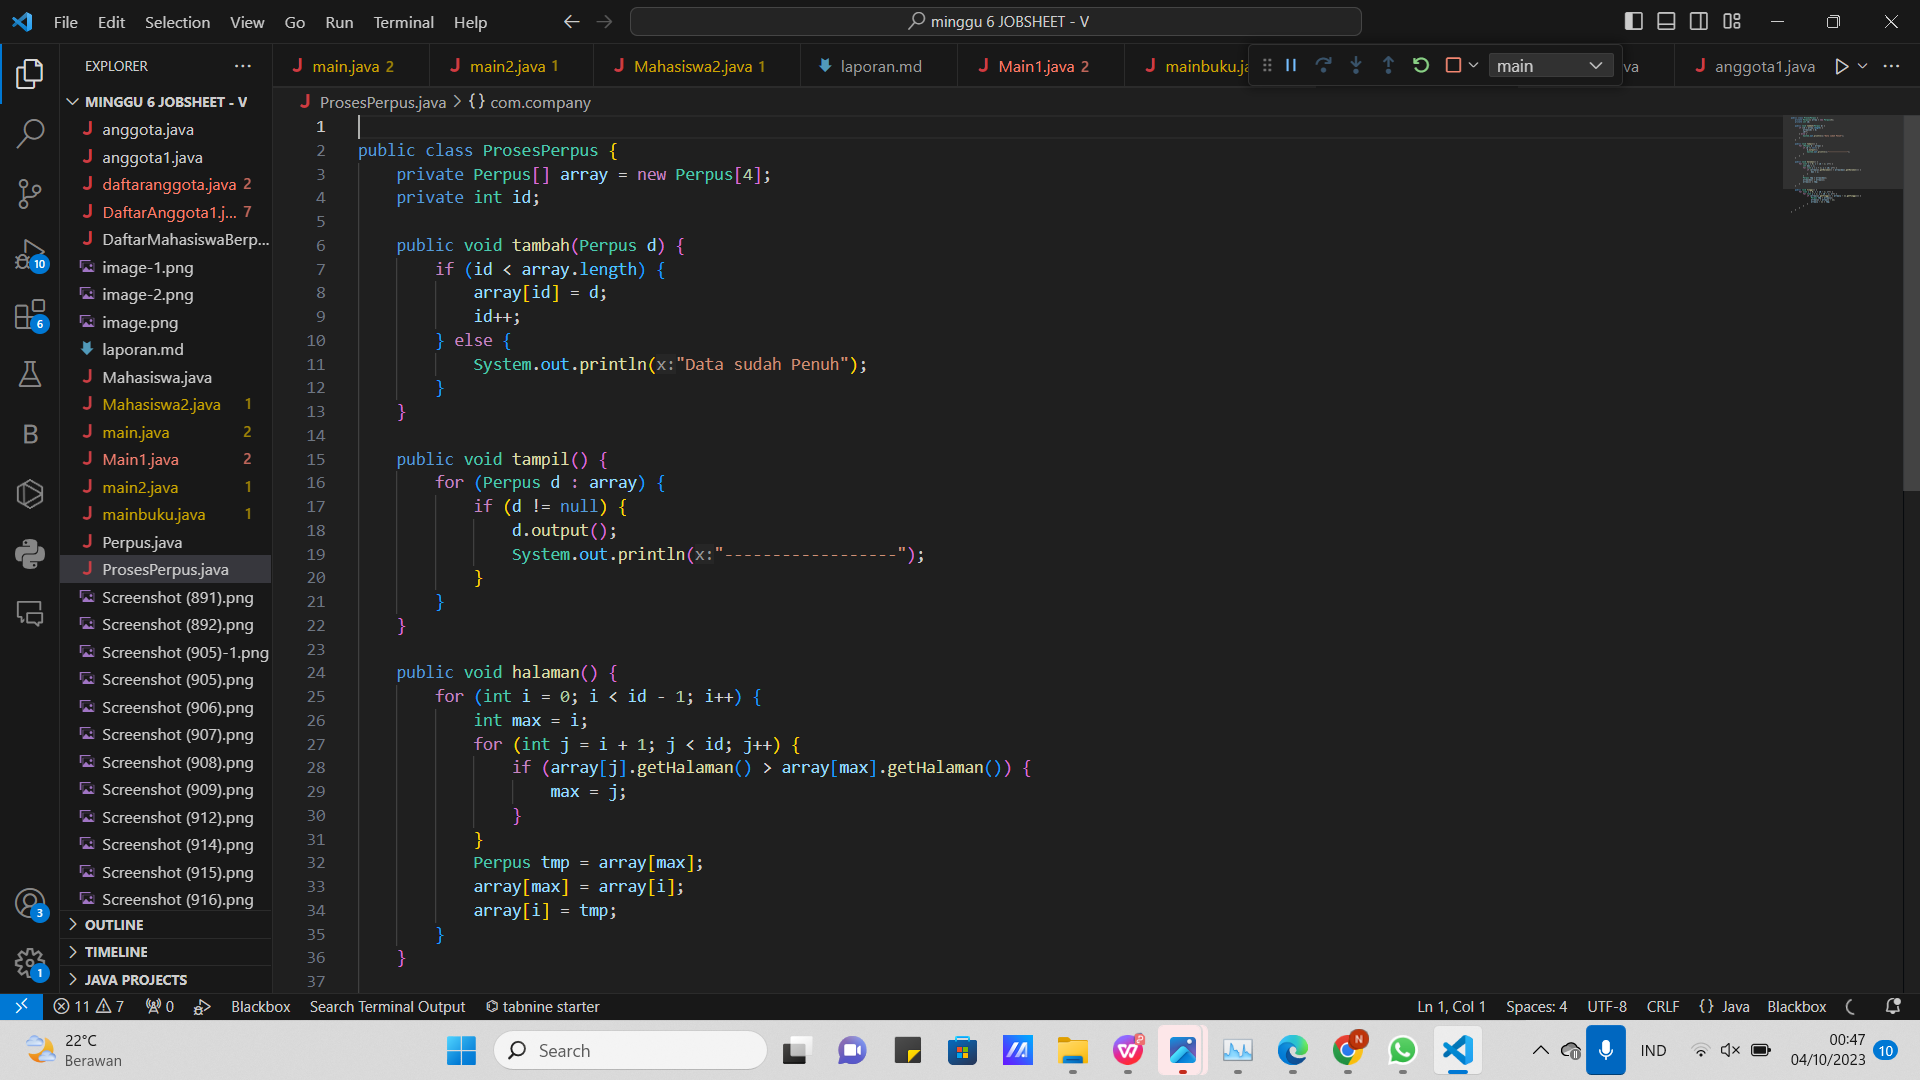 File Edit Selection View Go Run Terminal Help
minggu 6 JOBSHEET - V
EXPLORER
main.java 2
main2.java 1
Mahasiswa2.java 1
laporan.md
Main1.java 2
mainbuku.ja
main
va
anggota1.java
MINGGU 6 JOBSHEET - V
ProsesPerpus.java > {} com.company
anggota.java
anggota1.java
daftaranggota.java 2
DaftarAnggota1.j... 7
DaftarMahasiswaBerp...
image-1.png
image-2.png
image.png
laporan.md
Mahasiswa.java
Mahasiswa2.java 1
main.java 2
Main1.java 2
main2.java 1
mainbuku.java 1
Perpus.java
ProsesPerpus.java
Screenshot (891).png
Screenshot (892).png
Screenshot (905)-1.png
Screenshot (905).png
Screenshot (906).png
Screenshot (907).png
Screenshot (908).png
Screenshot (909).png
Screenshot (912).png
Screenshot (914).png
Screenshot (915).png
Screenshot (916).png
OUTLINE
TIMELINE
JAVA PROJECTS
10
6
B
3
1
1
2 public class ProsesPerpus {
3 private Perpus[] array = new Perpus[4];
4 private int id;
5
6 public void tambah(Perpus d) {
7 if (id < array.length) {
8 array[id] = d;
9 id++;
10 } else {
11 System.out.println(x:"Data sudah Penuh");
12 }
13 }
14
15 public void tampil() {
16 for (Perpus d : array) {
17 if (d != null) {
18 d.output();
19 System.out.println(x:"------------------");
20 }
21 }
22 }
23
24 public void halaman() {
25 for (int i = 0; i < id - 1; i++) {
26 int max = i;
27 for (int j = i + 1; j < id; j++) {
28 if (array[j].getHalaman() > array[max].getHalaman()) {
29 max = j;
30 }
31 }
32 Perpus tmp = array[max];
33 array[max] = array[i];
34 array[i] = tmp;
35 }
36 }
37
11 7 0 Blackbox Search Terminal Output tabnine starter
Ln 1, Col 1 Spaces: 4 UTF-8 CRLF {} Java Blackbox
22°C
Berawan
Search
N
IND
00:47
04/10/2023
10